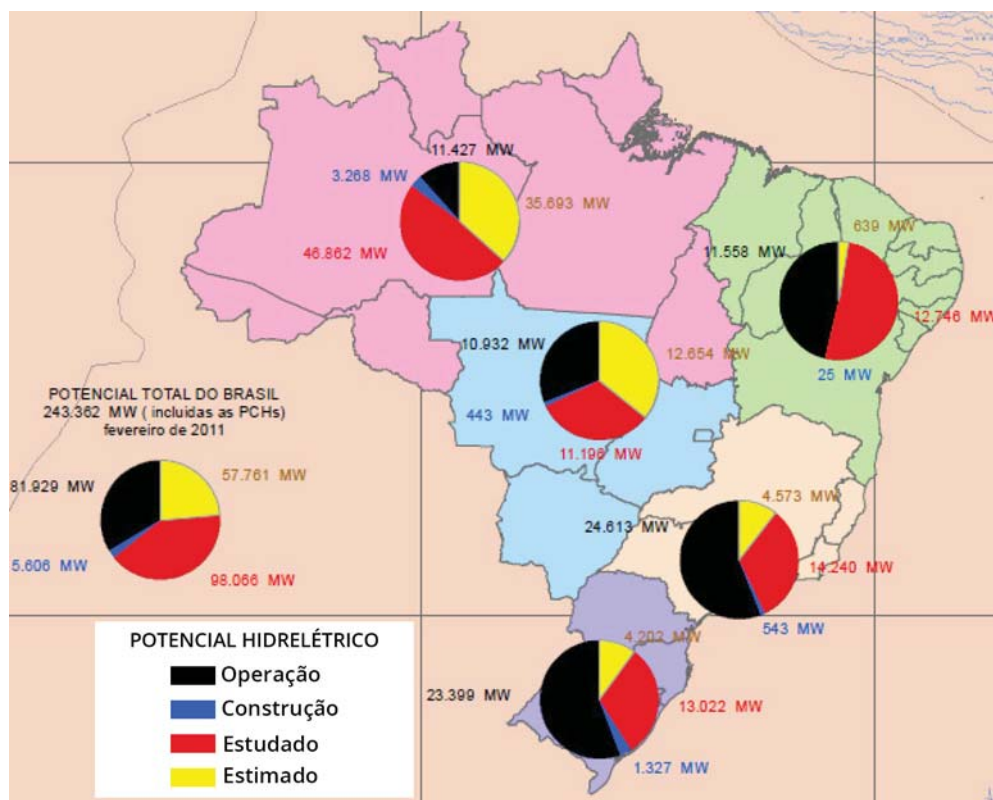 11.427 MW
3.268 MW
35.693 MW
46.862 MW
639 MW
11.558 MW
12.746 MW
25 MW
10.932 MW
12.654 MW
443 MW
11.196 MW
POTENCIAL TOTAL DO BRASIL
243.362 MW ( incluidas as PCHs)
fevereiro de 2011
81.929 MW
57.761 MW
5.606 MW
98.066 MW
4.573 MW
24.613 MW
14.240 MW
543 MW
4.202 MW
23.399 MW
13.022 MW
1.327 MW
POTENCIAL HIDRELÉTRICO
Operação
Construção
Estudado
Estimado